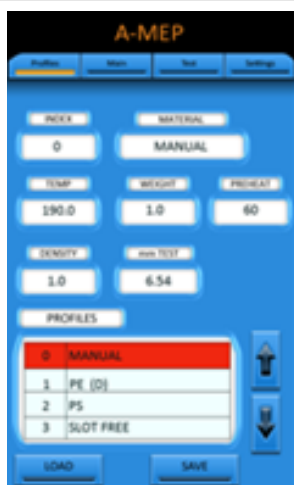 A-MEP
Profiles Main Test Settings
INDEX MATERIAL
0 MANUAL
TEMP WEIGHT PREHEAT
190.0 1.0 60
DENSITY mm TEST
1.0 6.54
PROFILES
0 MANUAL
1 PE (D)
2 PS
3 SLOT FREE
LOAD SAVE